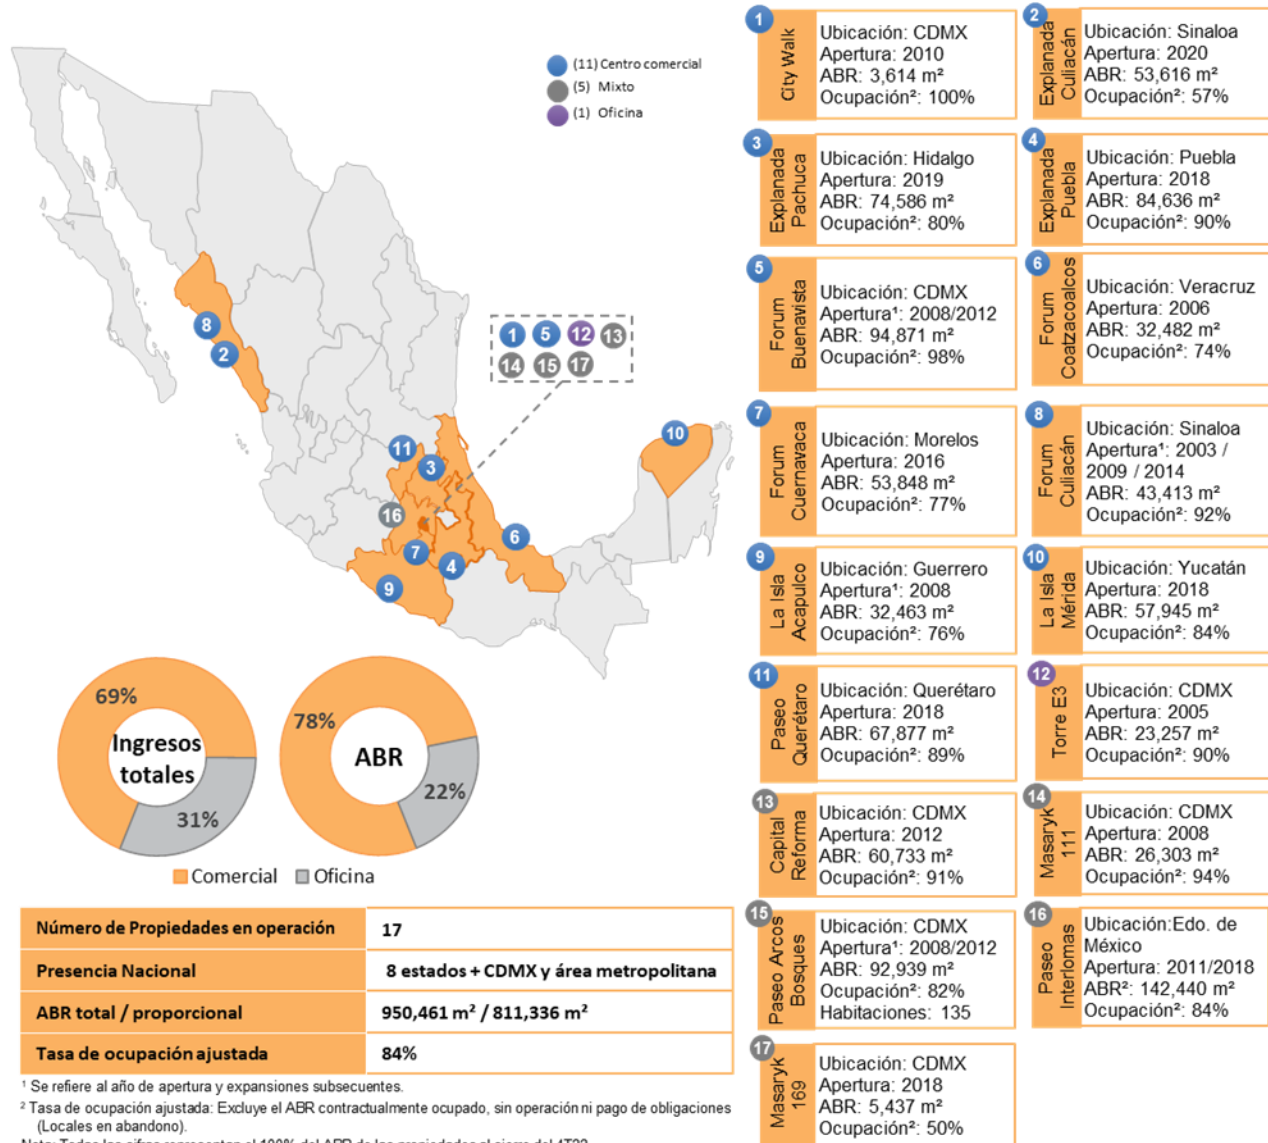 (11) Centro comercial
(5) Mixto
(1) Oficina
8
2
1 5 12 13
14 15 17
10
11
3
16
6
7
4
9
69%
Ingresos
totales
31%
78%
ABR
22%
Comercial Oficina
Número de Propiedades en operación 17
Presencia Nacional 8 estados + CDMX y área metropolitana
ABR total / proporcional 950,461 m² / 811,336 m²
Tasa de ocupación ajustada 84%
¹ Se refiere al año de apertura y expansiones subsecuentes.
² Tasa de ocupación ajustada: Excluye el ABR contractualmente ocupado, sin operación ni pago de obligaciones
(Locales en abandono).
1
City Walk
Ubicación: CDMX
Apertura: 2010
ABR: 3,614 m²
Ocupación²: 100%
2
Explanada
Culiacán
Ubicación: Sinaloa
Apertura: 2020
ABR: 53,616 m²
Ocupación²: 57%
3
Explanada
Pachuca
Ubicación: Hidalgo
Apertura: 2019
ABR: 74,586 m²
Ocupación²: 80%
4
Explanada
Puebla
Ubicación: Puebla
Apertura: 2018
ABR: 84,636 m²
Ocupación²: 90%
5
Forum
Buenavista
Ubicación: CDMX
Apertura¹: 2008/2012
ABR: 94,871 m²
Ocupación²: 98%
6
Forum
Coatzacoalcos
Ubicación: Veracruz
Apertura: 2006
ABR: 32,482 m²
Ocupación²: 74%
7
Forum
Cuernavaca
Ubicación: Morelos
Apertura: 2016
ABR: 53,848 m²
Ocupación²: 77%
8
Forum
Culiacán
Ubicación: Sinaloa
Apertura¹: 2003 /
2009 / 2014
ABR: 43,413 m²
Ocupación²: 92%
9
La Isla
Acapulco
Ubicación: Guerrero
Apertura¹: 2008
ABR: 32,463 m²
Ocupación²: 76%
10
La Isla
Mérida
Ubicación: Yucatán
Apertura: 2018
ABR: 57,945 m²
Ocupación²: 84%
11
Paseo
Querétaro
Ubicación: Querétaro
Apertura: 2018
ABR: 67,877 m²
Ocupación²: 89%
12
Torre E3
Ubicación: CDMX
Apertura: 2005
ABR: 23,257 m²
Ocupación²: 90%
13
Capital
Reforma
Ubicación: CDMX
Apertura: 2012
ABR: 60,733 m²
Ocupación²: 91%
14
Masaryk
111
Ubicación: CDMX
Apertura: 2008
ABR: 26,303 m²
Ocupación²: 94%
15
Paseo Arcos
Bosques
Ubicación: CDMX
Apertura¹: 2008/2012
ABR: 92,939 m²
Ocupación²: 82%
Habitaciones: 135
16
Paseo
Interlomas
Ubicación:Edo. de
México
Apertura: 2011/2018
ABR²: 142,440 m²
Ocupación²: 84%
17
Masaryk
169
Ubicación: CDMX
Apertura: 2018
ABR: 5,437 m²
Ocupación²: 50%